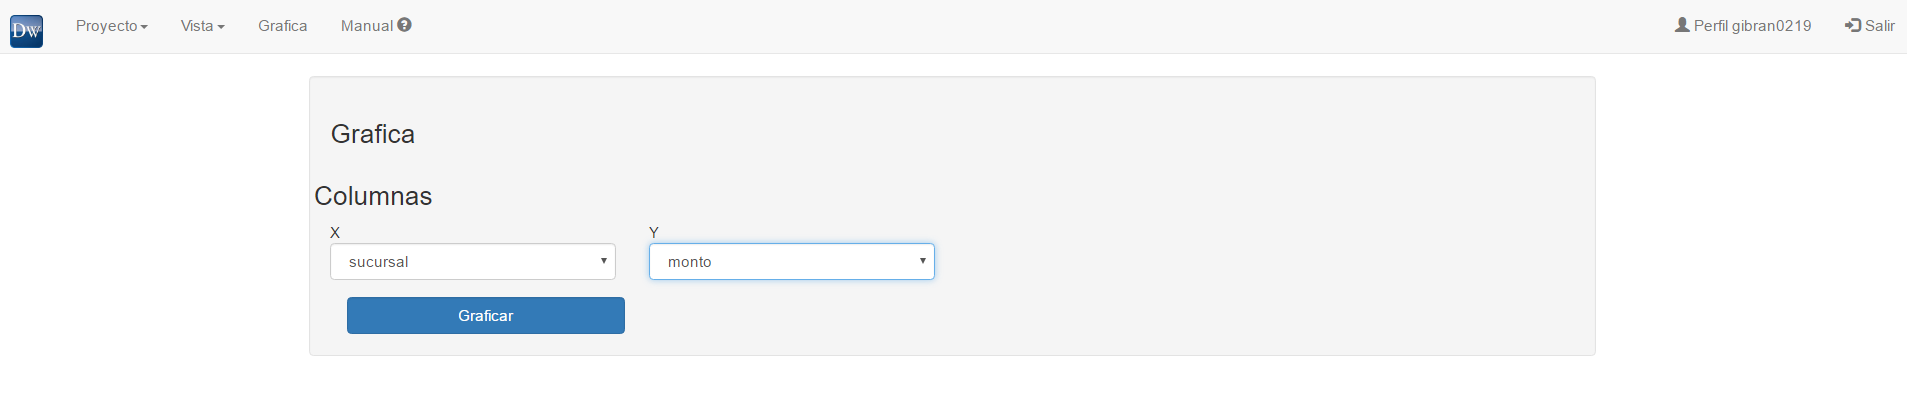 DW Proyecto Vista Grafica Manual ? Perfil gibran0219 Salir
Grafica
Columnas
X Y
sucursal monto
Graficar